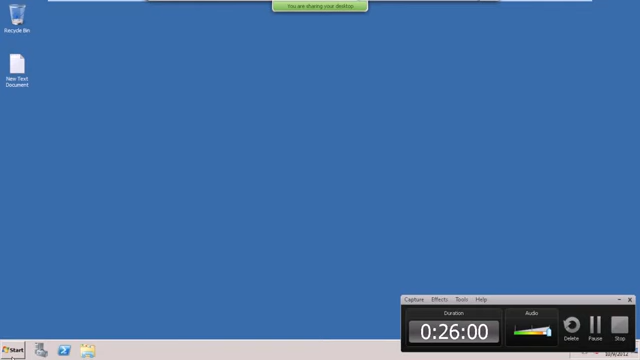 You are sharing your desktop
Recycle Bin
New Text
Document
Capture Effects Tools Help
Duration
Audio
0:26:00
Delete Pause Stop
Start